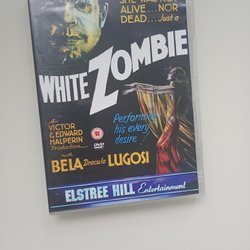 SHE WAS NOT
ALIVE... NOR
DEAD... Just a
WHITE ZOMBIE
A
VICTOR
& EDWARD
HALPERIN
Production
Performing
his every
desire
with
BELA Dracula LUGOSI
DVD
ELSTREE HILL Entertainment